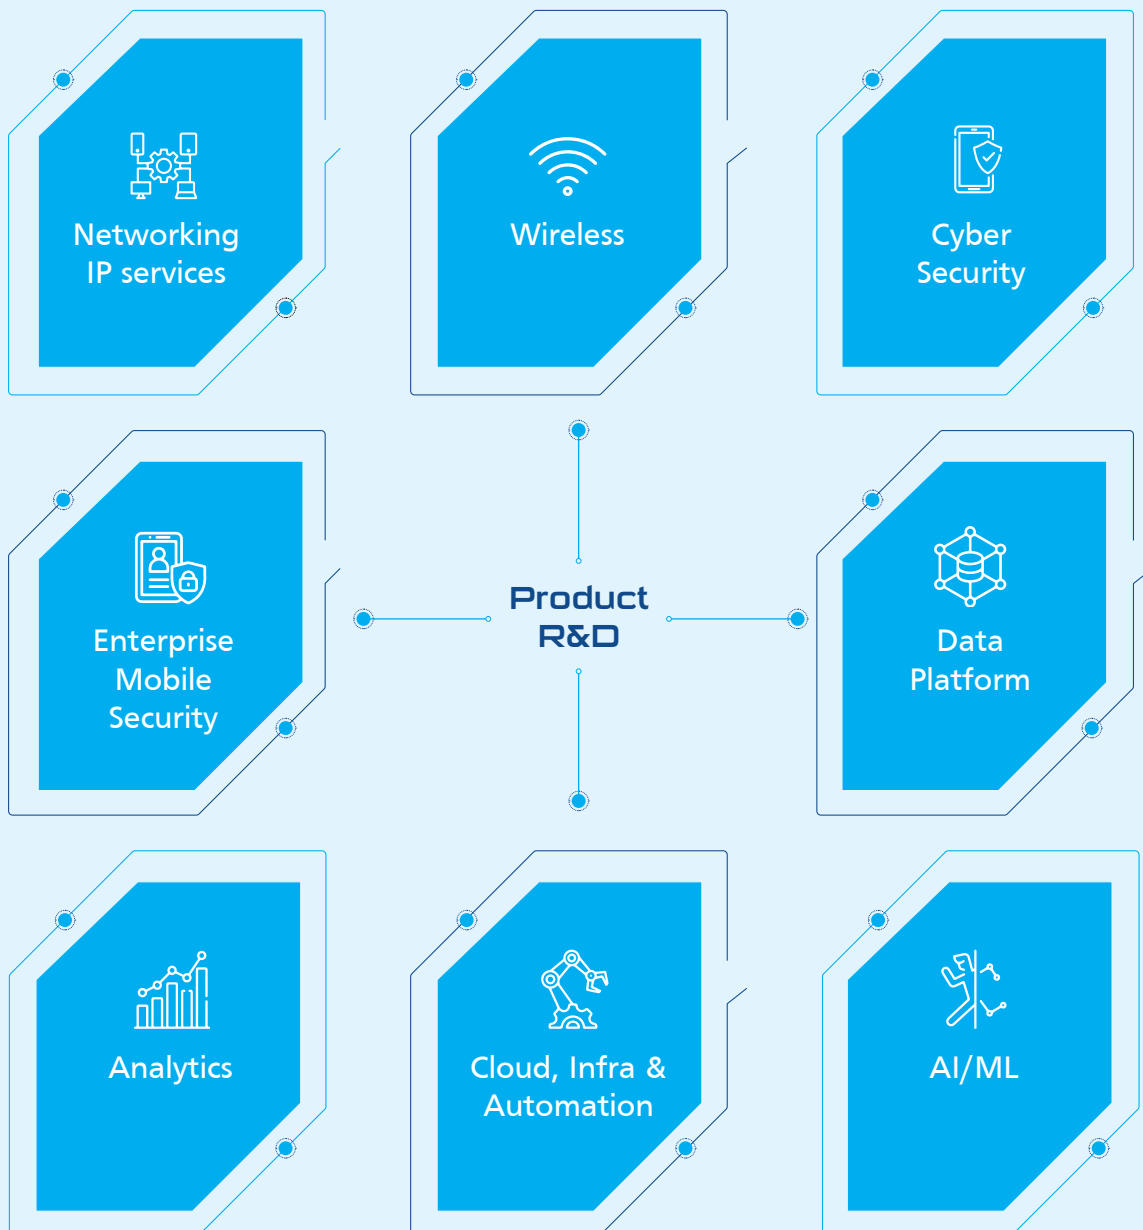 Networking
IP services
Wireless
Cyber
Security
Enterprise
Mobile
Security
Product
R&D
Data
Platform
Analytics
Cloud, Infra &
Automation
AI/ML